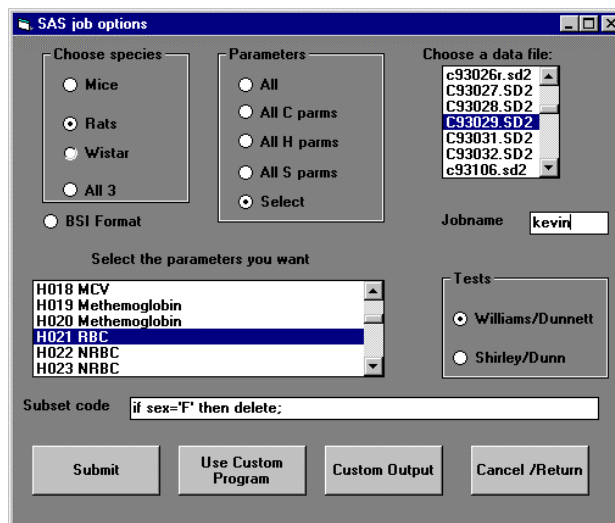 SAS job options
Choose species
Mice
Rats
Wistar
All 3
BSI Format
Parameters
All
All C parms
All H parms
All S parms
Select
Choose a data file:
c93026r.sd2
C93027.SD2
C93028.SD2
C93029.SD2
C93031.SD2
C93032.SD2
c93106.sd2
Jobname kevin
Select the parameters you want
H018 MCV
H019 Methemoglobin
H020 Methemoglobin
H021 RBC
H022 NRBC
H023 NRBC
Tests
Williams/Dunnett
Shirley/Dunn
Subset code if sex='F' then delete;
Submit
Use Custom
Program
Custom Output
Cancel /Return